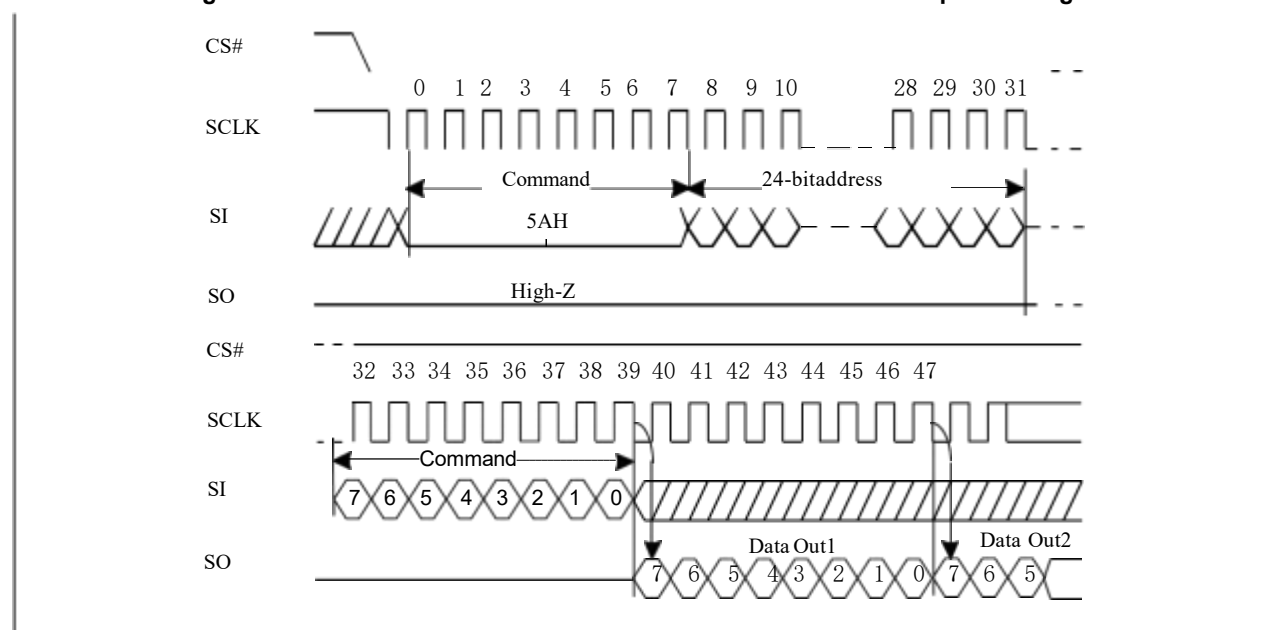 CS#
0 1 2 3 4 5 6 7 8 9 10 28 29 30 31
SCLK
Command 24-bitaddress
SI
5AH
SO
High-Z
CS#
32 33 34 35 36 37 38 39 40 41 42 43 44 45 46 47
SCLK
Command
SI
7 6 5 4 3 2 1 0
Data Out1 Data Out2
SO
7 6 5 4 3 2 1 0 7 6 5